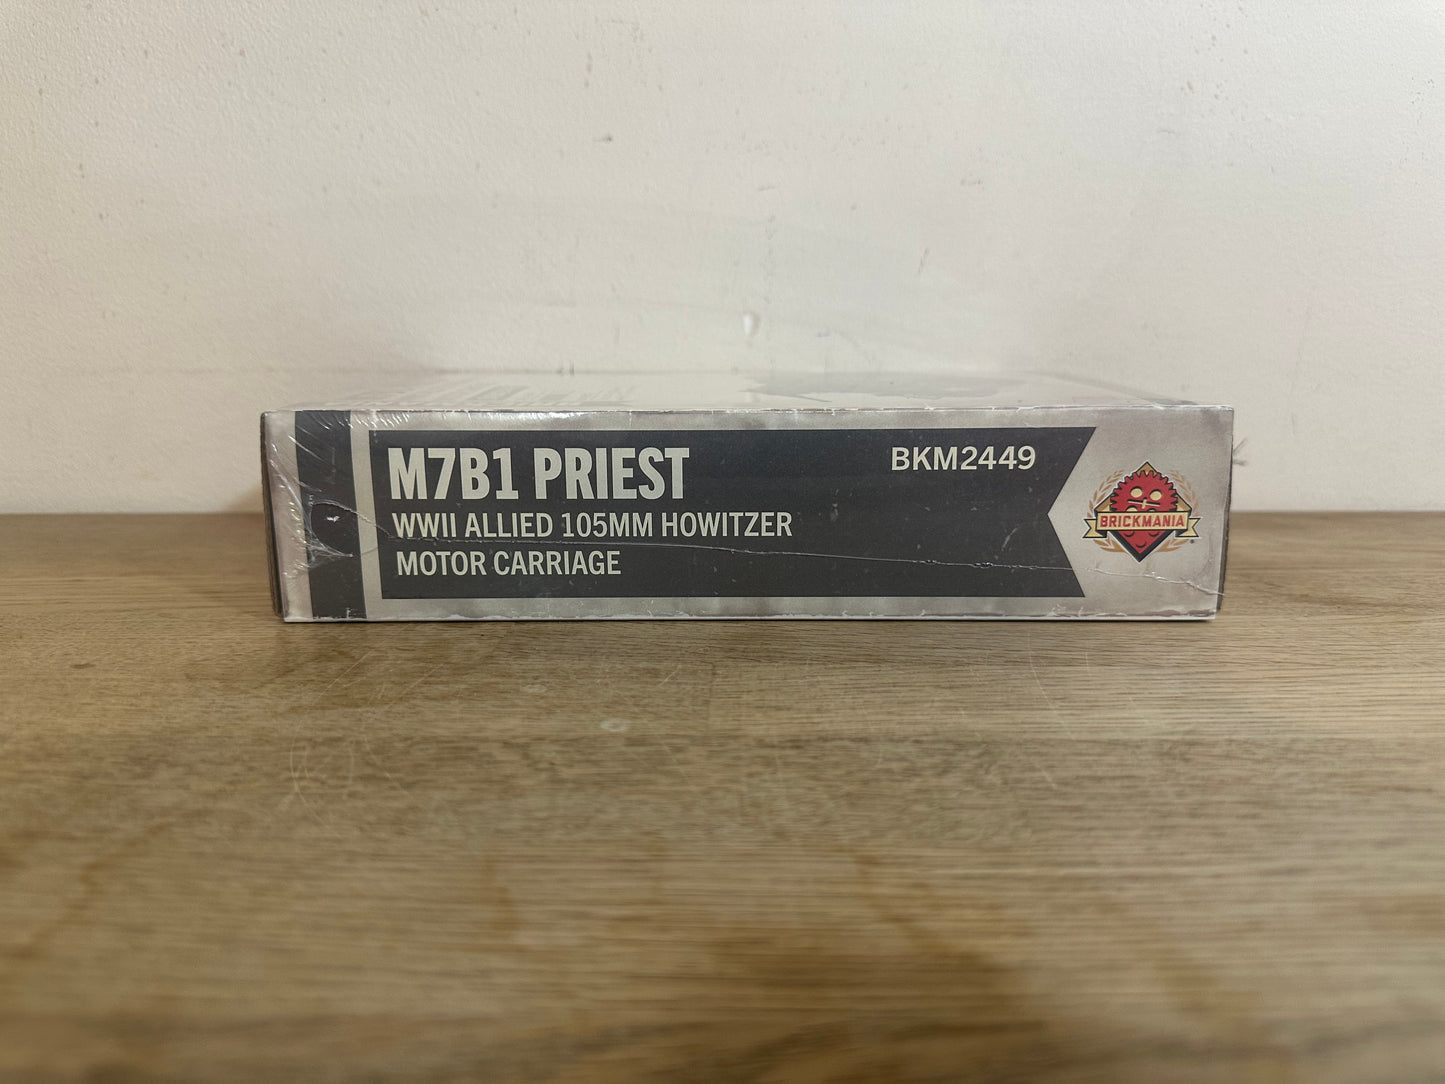 M7B1 PRIEST
BKM2449
WWII ALLIED 105MM HOWITZER
MOTOR CARRIAGE
BRICKMANIA